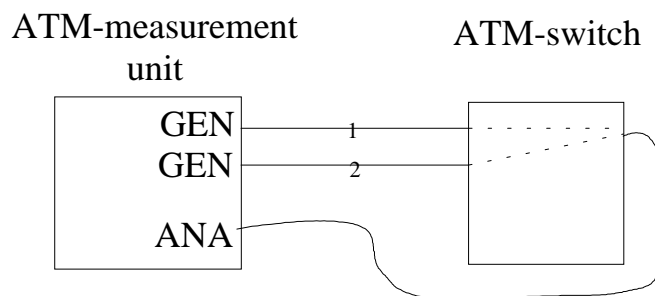 ATM-measurement
unit
ATM-switch
GEN
1
GEN
2
ANA